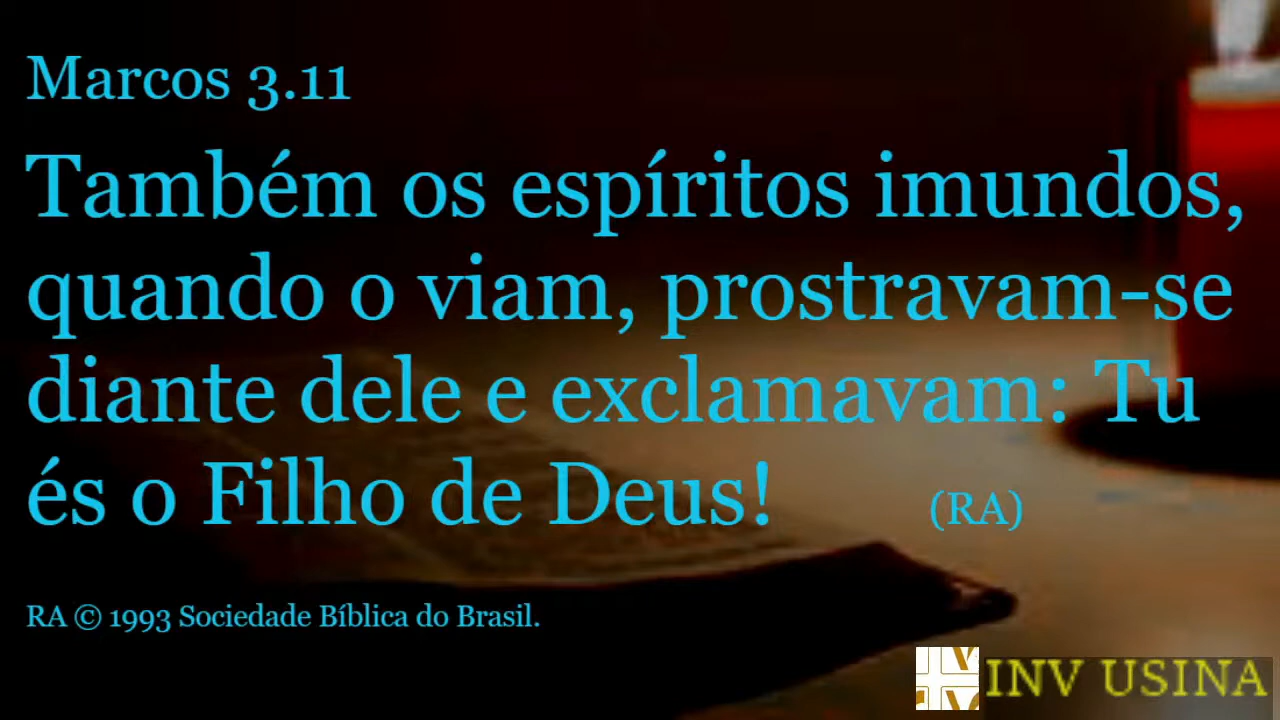 Marcos 3.11
Também os espíritos imundos,
quando o viam, prostravam-se
diante dele e exclamavam: Tu
és o Filho de Deus! (RA)
RA © 1993 Sociedade Bíblica do Brasil.
INV USINA